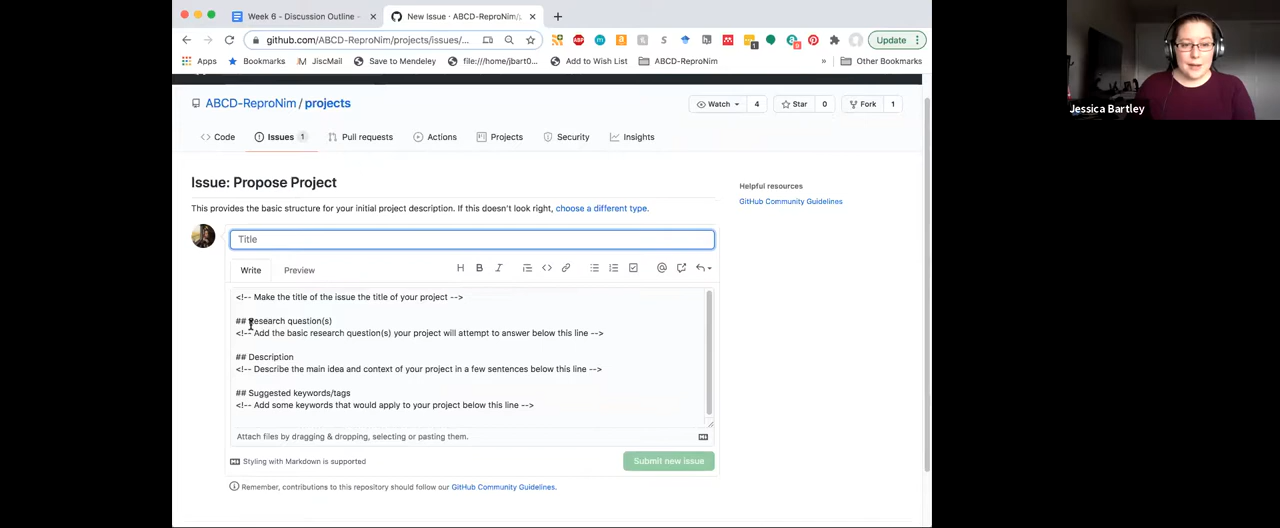 Week 6 - Discussion Outline -
New Issue · ABCD-ReproNim/p
github.com/ABCD-ReproNim/projects/issues/...
Update
Apps
Bookmarks
JiscMail
Save to Mendeley
file:///home/jbart0...
Add to Wish List
ABCD-ReproNim
»
Other Bookmarks
ABCD-ReproNim / projects
Watch
4
Star
0
Fork
1
Code
Issues 1
Pull requests
Actions
Projects
Security
Insights
Issue: Propose Project
This provides the basic structure for your initial project description. If this doesn't look right, choose a different type.
Helpful resources
GitHub Community Guidelines
Title
Write
Preview
<!-- Make the title of the issue the title of your project -->
## Research question(s)
<!-- Add the basic research question(s) your project will attempt to answer below this line -->
## Description
<!-- Describe the main idea and context of your project in a few sentences below this line -->
## Suggested keywords/tags
<!-- Add some keywords that would apply to your project below this line -->
Attach files by dragging & dropping, selecting or pasting them.
Styling with Markdown is supported
Submit new issue
Remember, contributions to this repository should follow our GitHub Community Guidelines.
Jessica Bartley